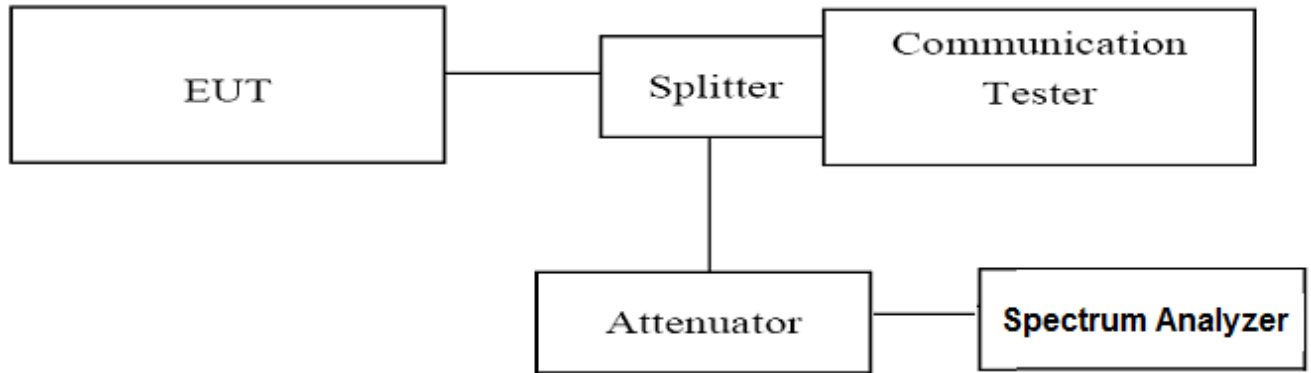 EUT
Splitter
Communication
Tester
Attenuator
Spectrum Analyzer